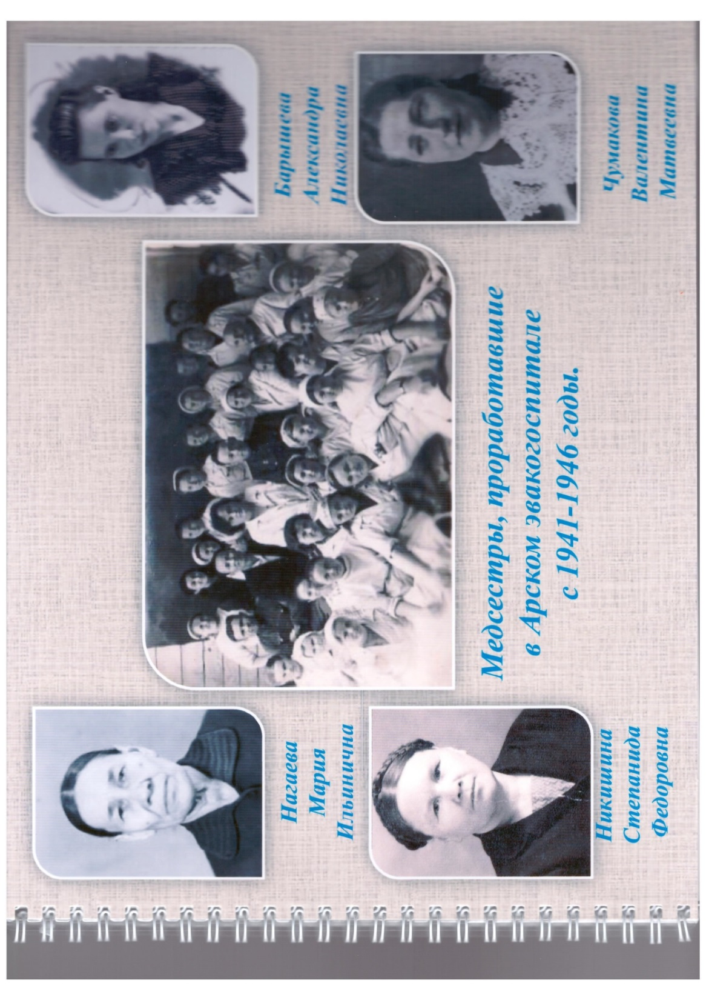 Нагаева
Мария
Ильинична
Никишина
Степанида
Федоровна
Медсестры, проработавшие
в Арском эвакогоспитале
с 1941-1946 годы.
Барышева
Александра
Николаевна
Чумакова
Валентина
Матвеевна